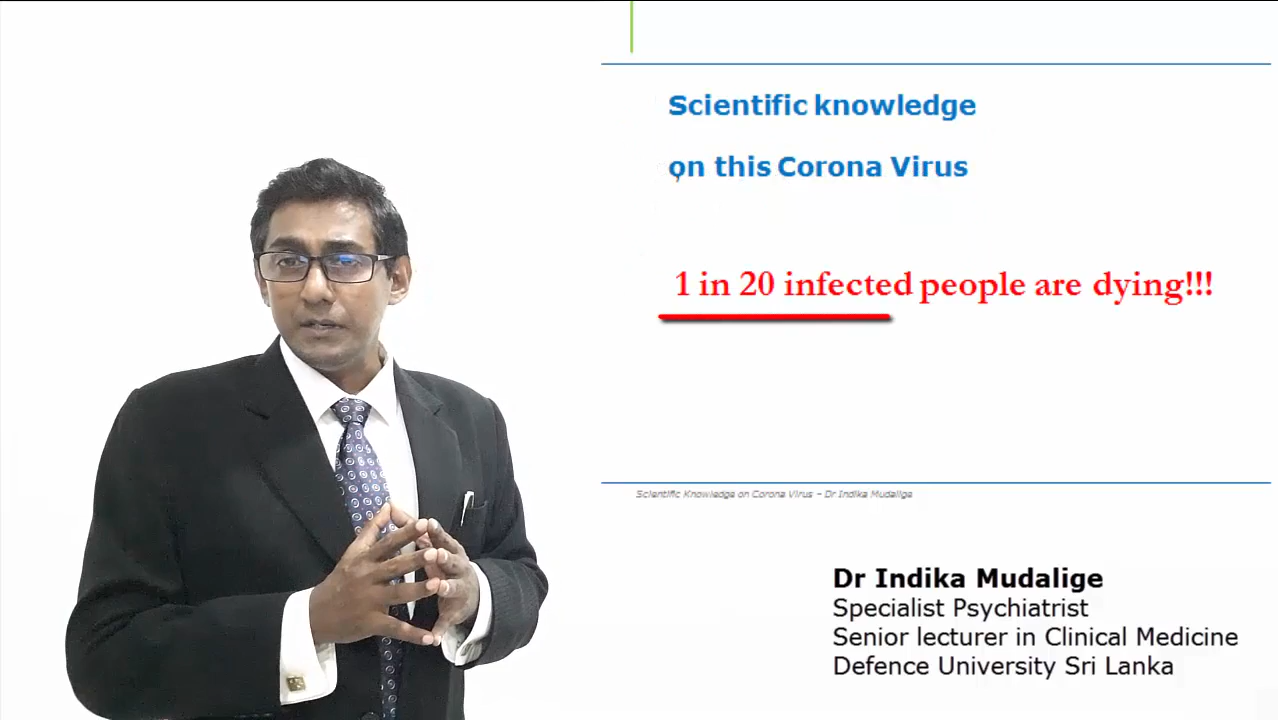 Scientific knowledge
on this Corona Virus
1 in 20 infected people are dying!!!
Scientific Knowledge on Corona Virus – Dr Indika Mudalige
Dr Indika Mudalige
Specialist Psychiatrist
Senior lecturer in Clinical Medicine
Defence University Sri Lanka